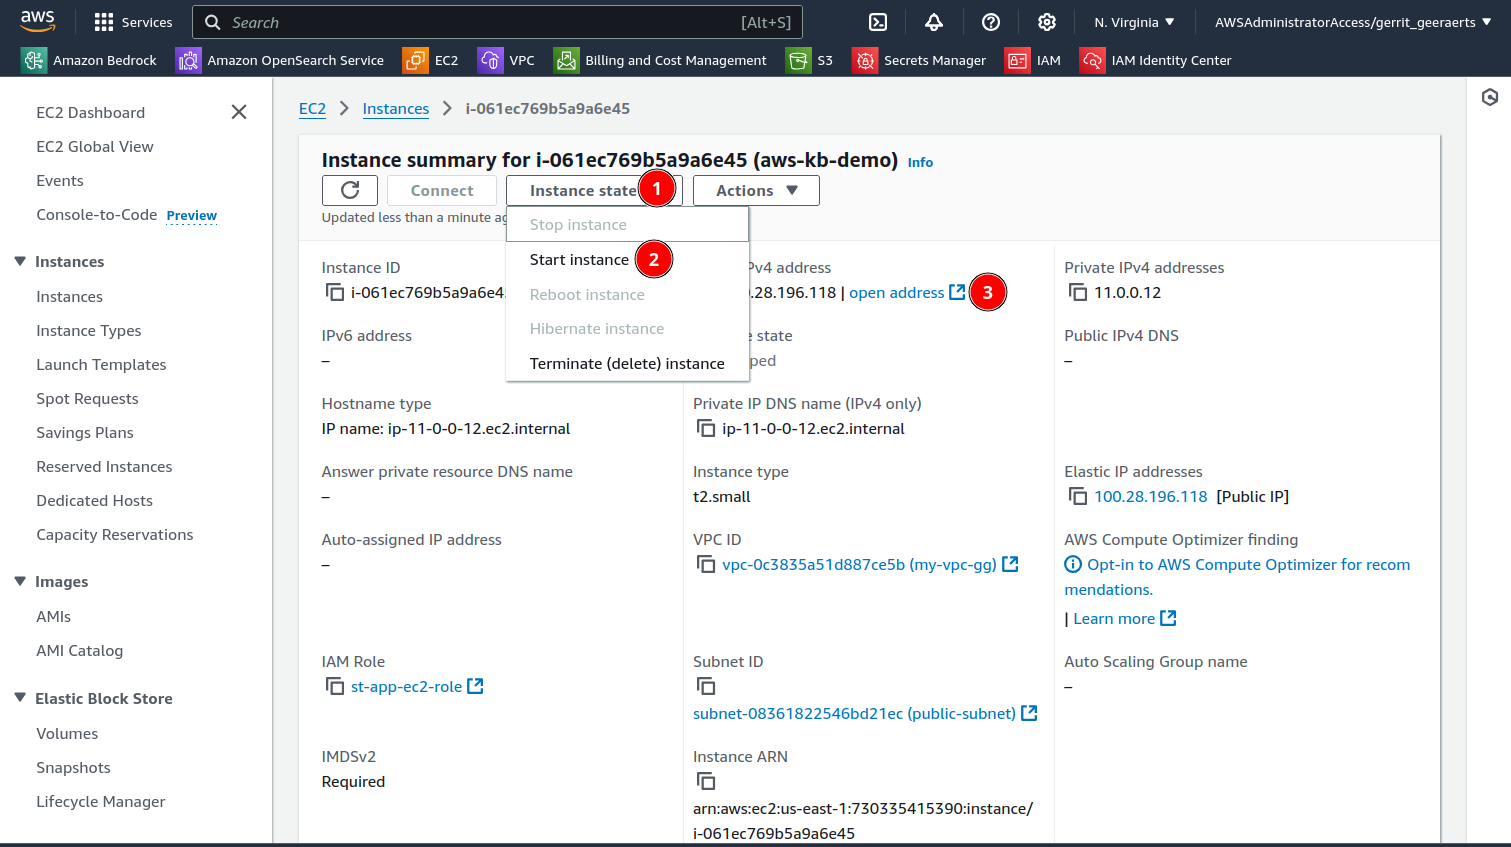 aws
Services
Search
[Alt+S]
N. Virginia
AWSAdministratorAccess/gerrit_geeraerts
Amazon Bedrock
Amazon OpenSearch Service
EC2
VPC
Billing and Cost Management
S3
Secrets Manager
IAM
IAM Identity Center
EC2 Dashboard
EC2 Global View
Events
Console-to-Code Preview
Instances
Instances
Instance Types
Launch Templates
Spot Requests
Savings Plans
Reserved Instances
Dedicated Hosts
Capacity Reservations
Images
AMIs
AMI Catalog
Elastic Block Store
Volumes
Snapshots
Lifecycle Manager
EC2 > Instances > i-061ec769b5a9a6e45
Instance summary for i-061ec769b5a9a6e45 (aws-kb-demo) Info
Connect
Instance state
1
Actions
Updated less than a minute
Stop instance
Start instance
2
Reboot instance
Hibernate instance
Terminate (delete) instance
Instance ID
i-061ec769b5a9a6e4
IPv4 address
.28.196.118 | open address
3
Private IPv4 addresses
11.0.0.12
IPv6 address
–
state
Public IPv4 DNS
–
Hostname type
IP name: ip-11-0-0-12.ec2.internal
Private IP DNS name (IPv4 only)
ip-11-0-0-12.ec2.internal
Answer private resource DNS name
–
Instance type
t2.small
Elastic IP addresses
100.28.196.118 [Public IP]
Auto-assigned IP address
–
VPC ID
vpc-0c3835a51d887ce5b (my-vpc-gg)
AWS Compute Optimizer finding
Opt-in to AWS Compute Optimizer for recom
mendations.
| Learn more
IAM Role
st-app-ec2-role
Subnet ID
subnet-08361822546bd21ec (public-subnet)
Auto Scaling Group name
–
IMDSv2
Required
Instance ARN
arn:aws:ec2:us-east-1:730335415390:instance/
i-061ec769b5a9a6e45